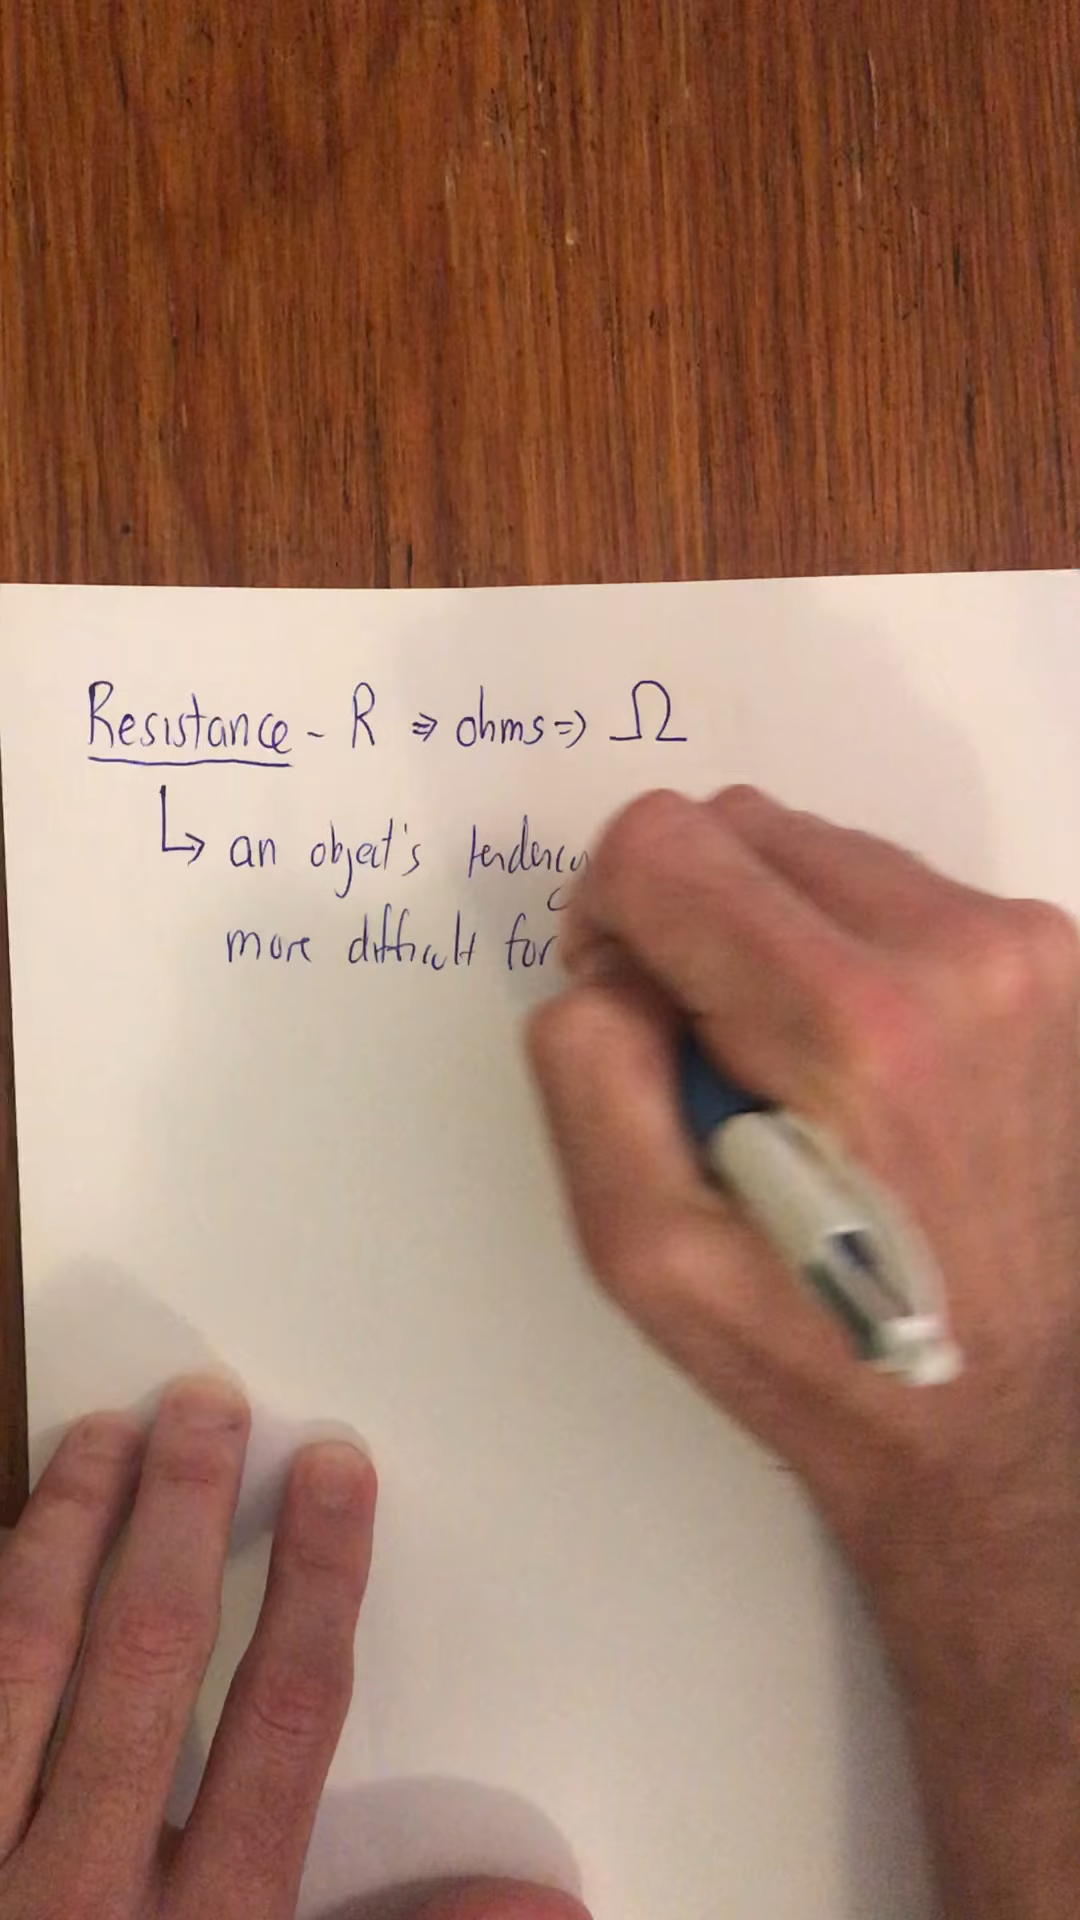 Resistance - R => ohms => Ω
↳ an object's tendency
more difficult for